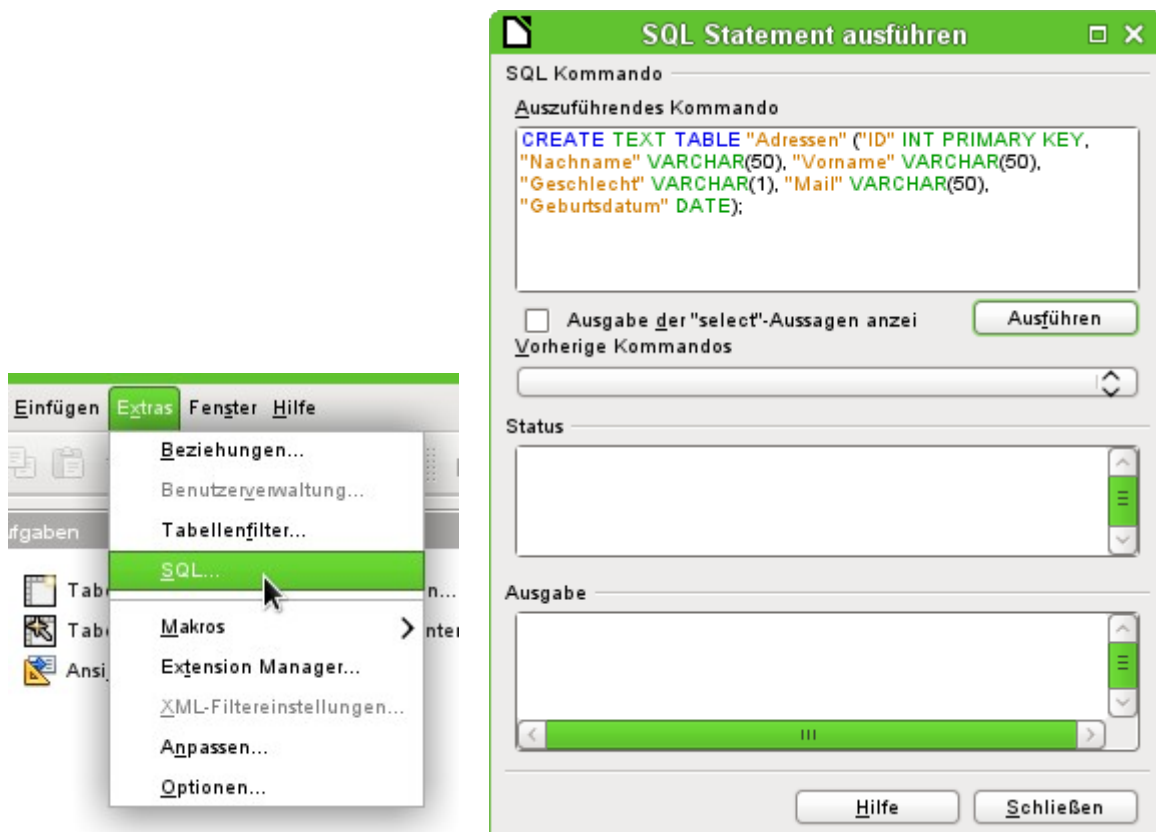 SQL Statement ausführen
SQL Kommando
Auszuführendes Kommando
CREATE TEXT TABLE "Adressen" ("ID" INT PRIMARY KEY,
"Nachname" VARCHAR(50), "Vorname" VARCHAR(50),
"Geschlecht" VARCHAR(1), "Mail" VARCHAR(50),
"Geburtsdatum" DATE);
Ausgabe der "select"-Aussagen anzei
Ausführen
Vorherige Kommandos
Status
Ausgabe
Hilfe
Schließen
Einfügen Extras Fenster Hilfe
Beziehungen...
Benutzerverwaltung...
Tabellenfilter...
SQL...
Makros
Extension Manager...
XML-Filtereinstellungen...
Anpassen...
Optionen...